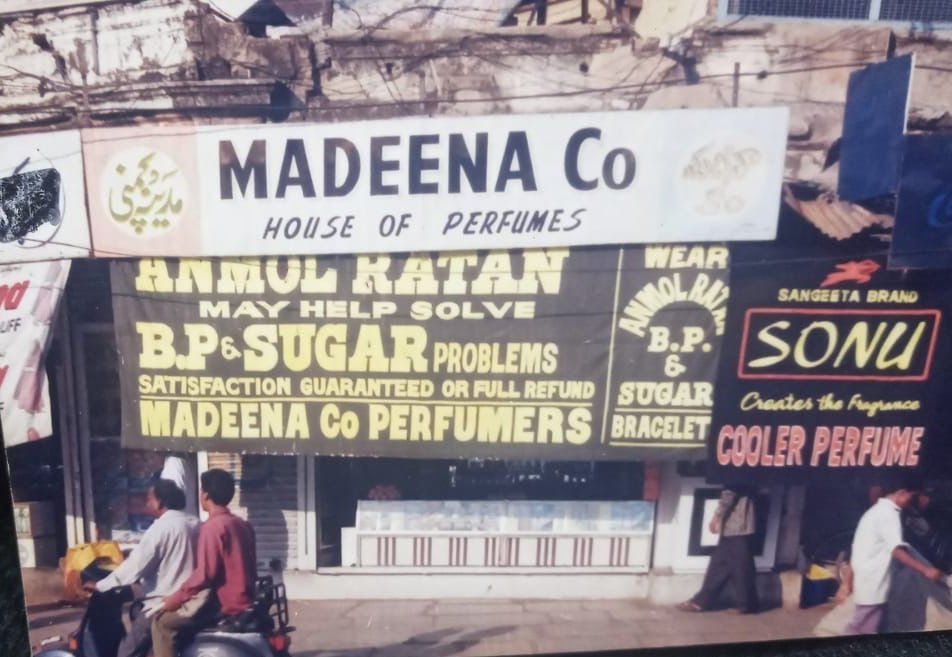 مدینہ کمپنی
MADEENA Co
HOUSE OF PERFUMES
ANMOL RATAN
MAY HELP SOLVE
B.P & SUGAR PROBLEMS
SATISFACTION GUARANTEED OR FULL REFUND
MADEENA Co PERFUMERS
WEAR
ANMOL RATA
B.P.
&
SUGAR
BRACELET
SANGEETA BRAND
SONU
Creates the Fragrance
COOLER PERFUME